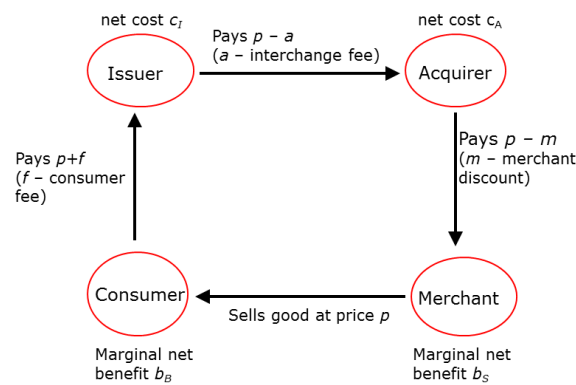 net cost c_I
net cost c_A
Pays p – a
(a – interchange fee)
Issuer
Acquirer
Pays p – m
(m – merchant
discount)
Pays p+f
(f – consumer
fee)
Consumer
Merchant
Sells good at price p
Marginal net
benefit b_B
Marginal net
benefit b_S